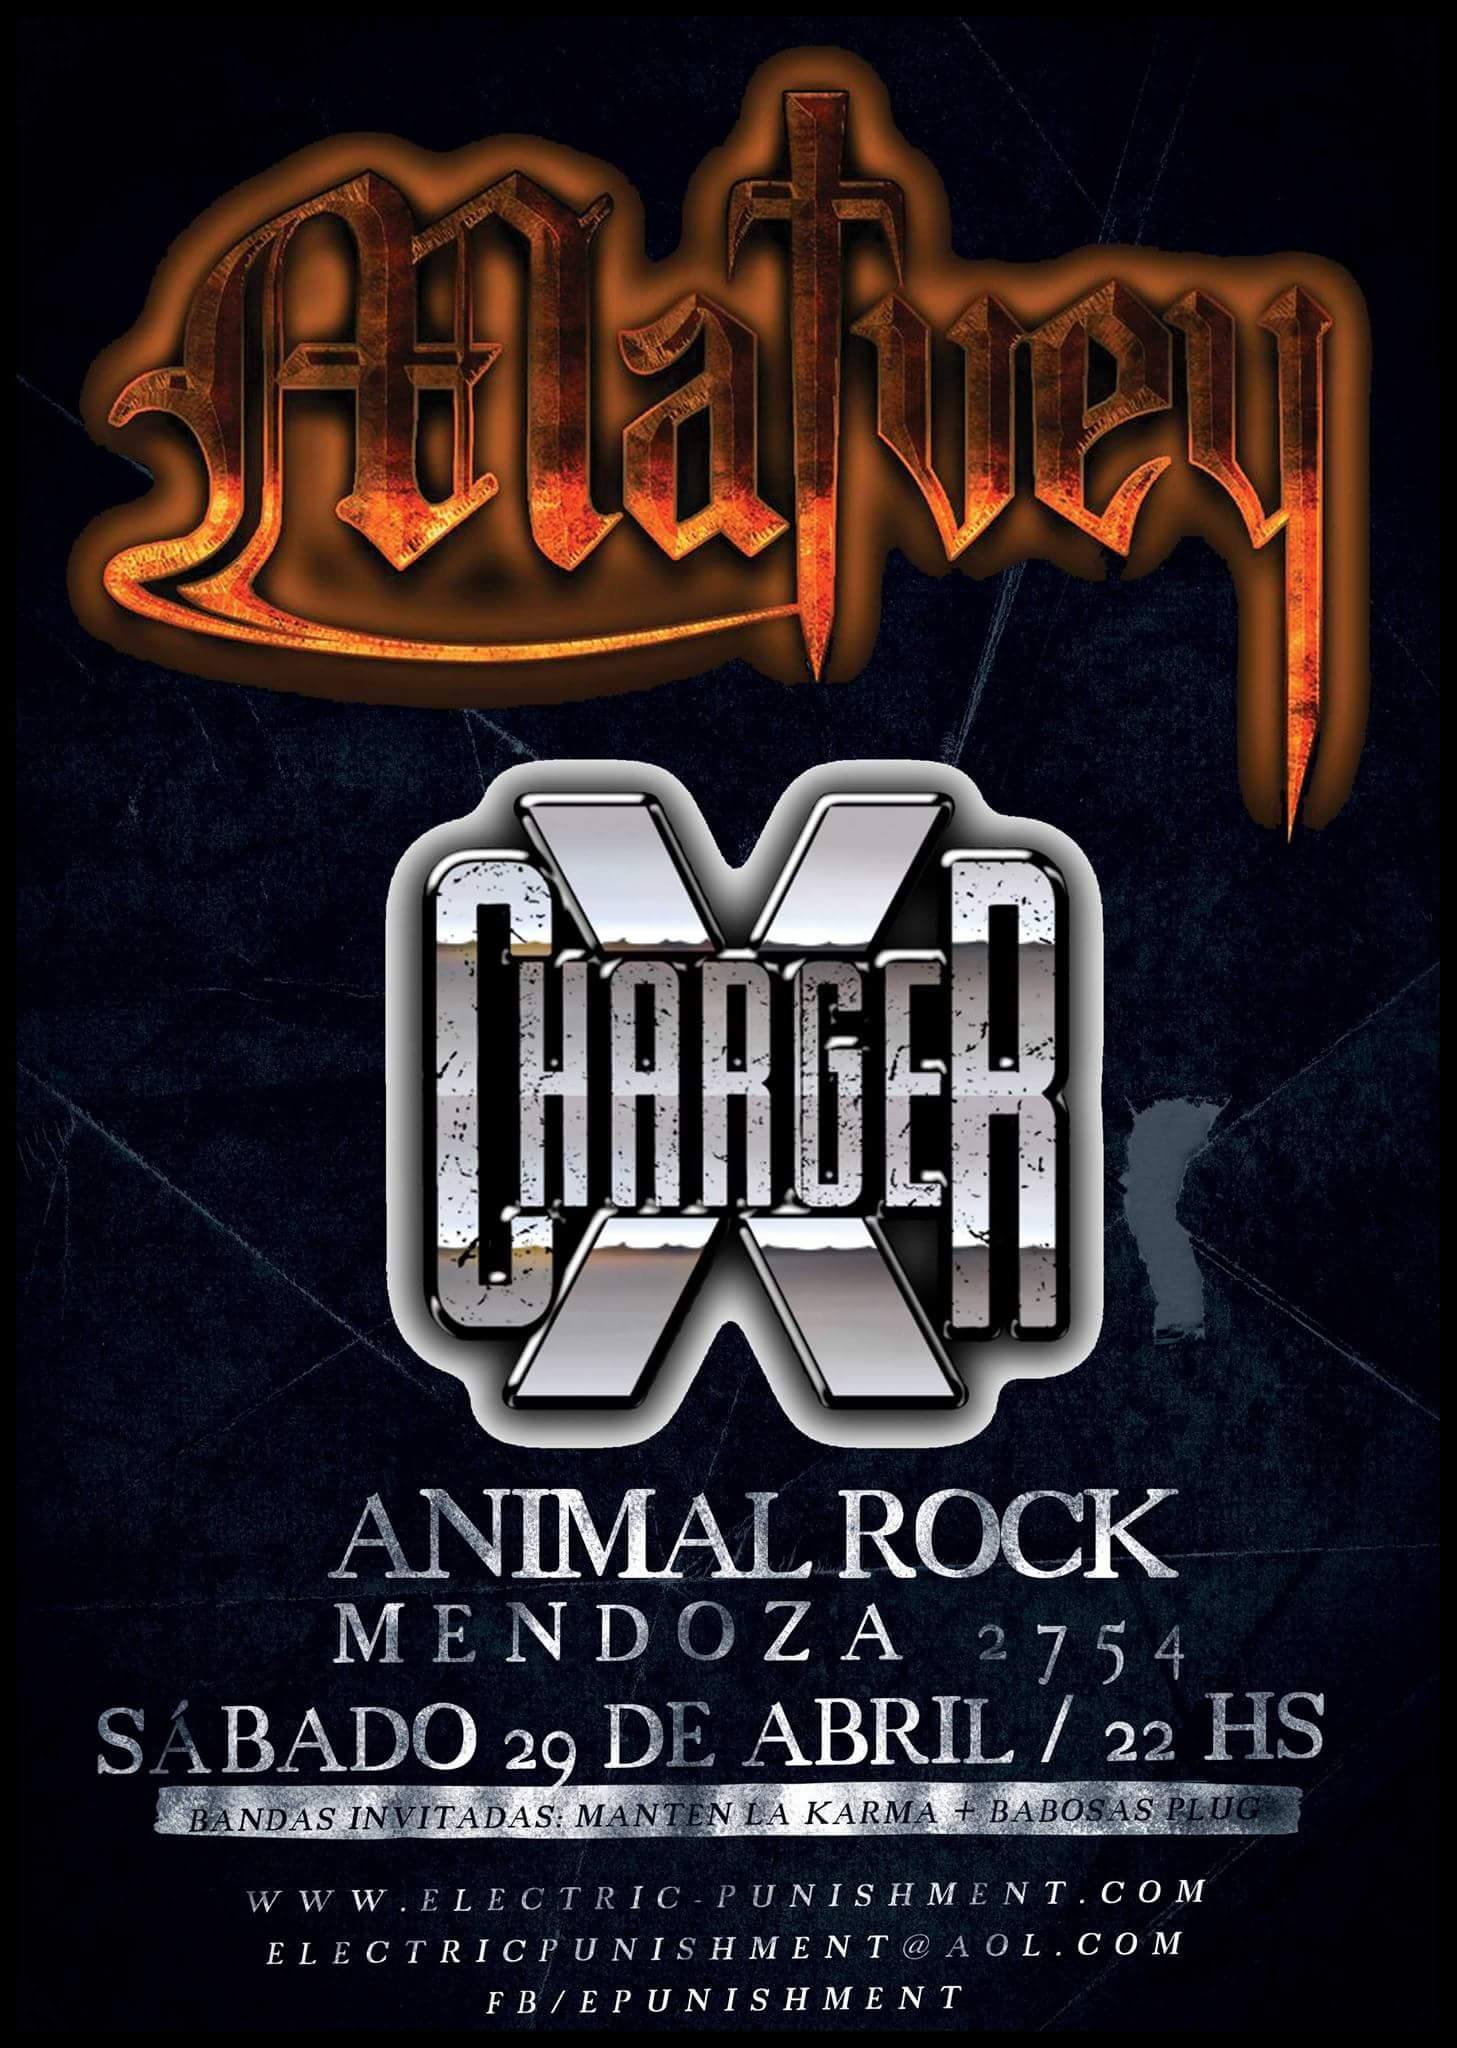 Matvey
X
CHARGER
ANIMAL ROCK
MENDOZA 2754
SÁBADO 29 DE ABRIL / 22 HS
BANDAS INVITADAS: MANTEN LA KARMA + BABOSAS PLUG
WWW.ELECTRIC-PUNISHMENT.COM
ELECTRICPUNISHMENT@AOL.COM
FB/EPUNISHMENT